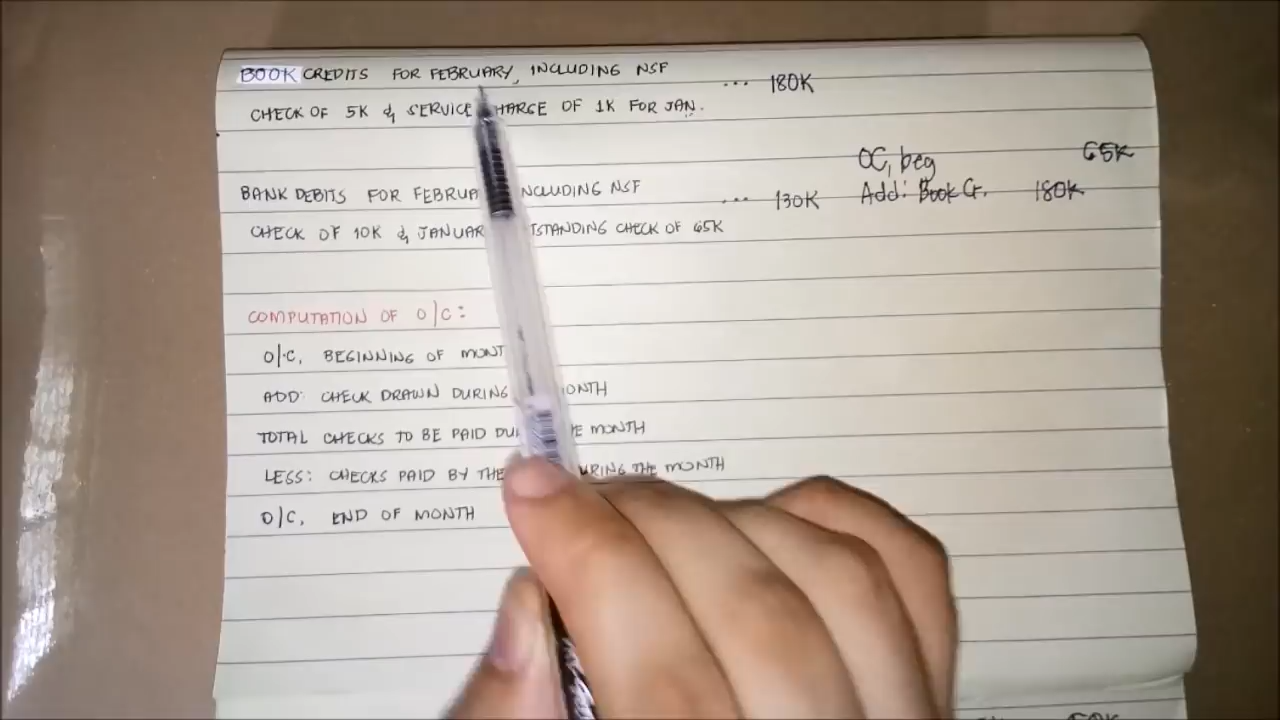 BOOK CREDITS FOR FEBRUARY, INCLUDING NSF ... 180K
CHECK OF 5K & SERVICE HARGE OF 1K FOR JAN.
OC, beg 65K
BANK DEBITS FOR FEBRUA NCLUDING NSF ... 130K
Add: Book Cr. 180K
CHECK OF 10K & JANUAR TSTANDING CHECK OF 65K
COMPUTATION OF O/C:
O/C, BEGINNING OF MONT
ADD: CHECK DRAWN DURING ONTH
TOTAL CHECKS TO BE PAID DU E MONTH
LESS: CHECKS PAID BY THE URING THE MONTH
O/C, END OF MONTH